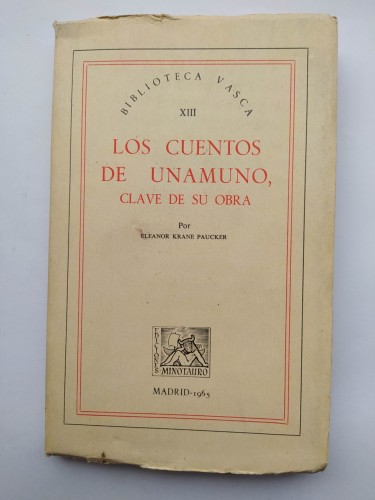 BIBLIOTECA VASCA
XIII
LOS CUENTOS
DE UNAMUNO,
CLAVE DE SU OBRA
Por
ELEANOR KRANE PAUCKER
EDICIONES
MINOTAURO
MADRID-1965